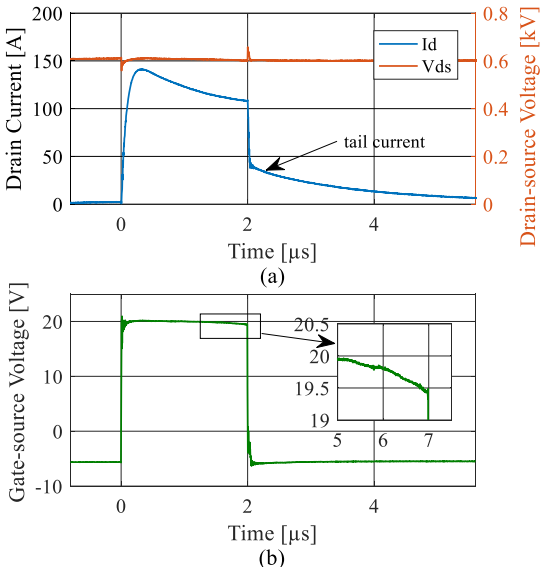 200
150
100
50
0
Drain Current [A]
0.8
0.6
0.4
0.2
0
Drain-source Voltage [kV]
Id
Vds
tail current
0
2
4
Time [µs]
(a)
20
10
0
-10
Gate-source Voltage [V]
20.5
20
19.5
19
5
6
7
0
2
4
Time [µs]
(b)